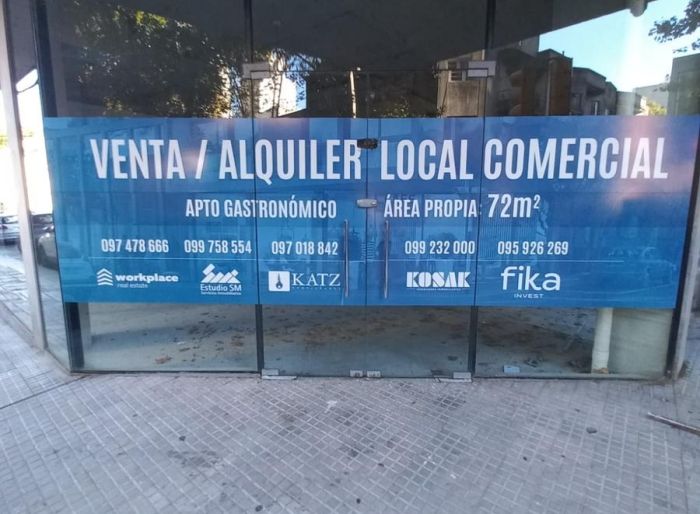 VENTA / ALQUILER LOCAL COMERCIAL
APTO GASTRONÓMICO ÁREA PROPIA: 72m²
097 478 666 099 758 554 097 018 842 099 232 000 095 926 269
workplace SM KATZ KOSAK fika
real estate Estudio SM INVEST